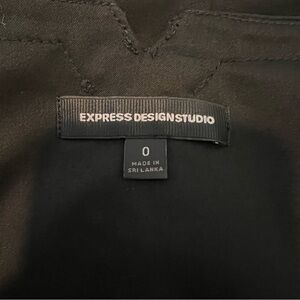 EXPRESS DESIGN STUDIO
0
MADE IN
SRI LANKA